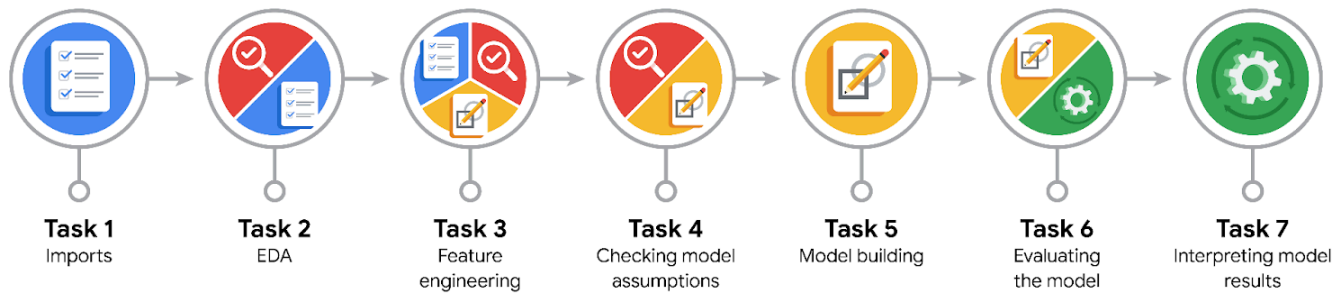 Task 1
Imports
Task 2
EDA
Task 3
Feature
engineering
Task 4
Checking model
assumptions
Task 5
Model building
Task 6
Evaluating
the model
Task 7
Interpreting model
results